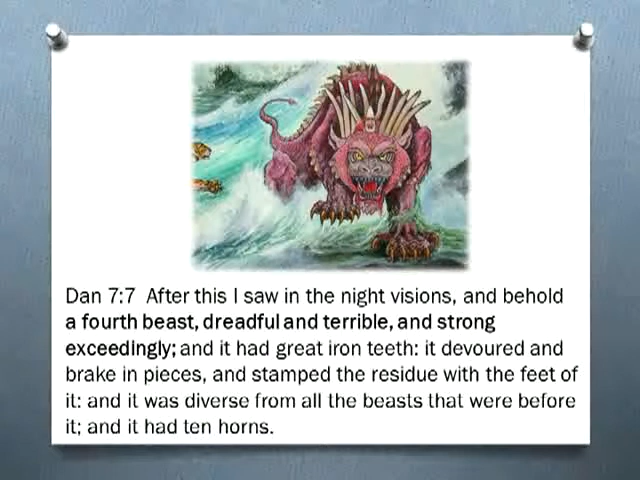 Dan 7:7 After this I saw in the night visions, and behold
a fourth beast, dreadful and terrible, and strong
exceedingly; and it had great iron teeth: it devoured and
brake in pieces, and stamped the residue with the feet of
it: and it was diverse from all the beasts that were before
it; and it had ten horns.